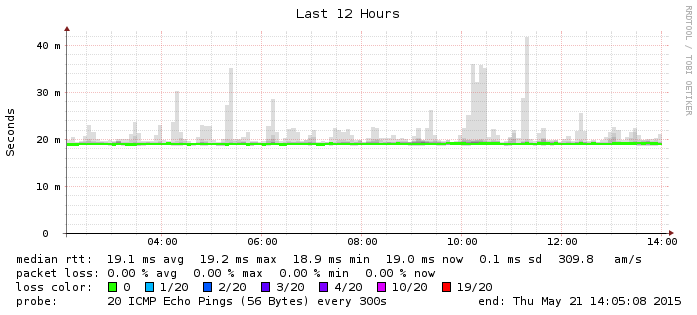 Last 12 Hours
RRDTOOL / TOBI OETIKER
Seconds
40 m
30 m
20 m
10 m
0
04:00 06:00 08:00 10:00 12:00 14:00
median rtt: 19.1 ms avg 19.2 ms max 18.9 ms min 19.0 ms now 0.1 ms sd 309.8 am/s
packet loss: 0.00 % avg 0.00 % max 0.00 % min 0.00 % now
loss color: 0 1/20 2/20 3/20 4/20 10/20 19/20
probe: 20 ICMP Echo Pings (56 Bytes) every 300s end: Thu May 21 14:05:08 2015